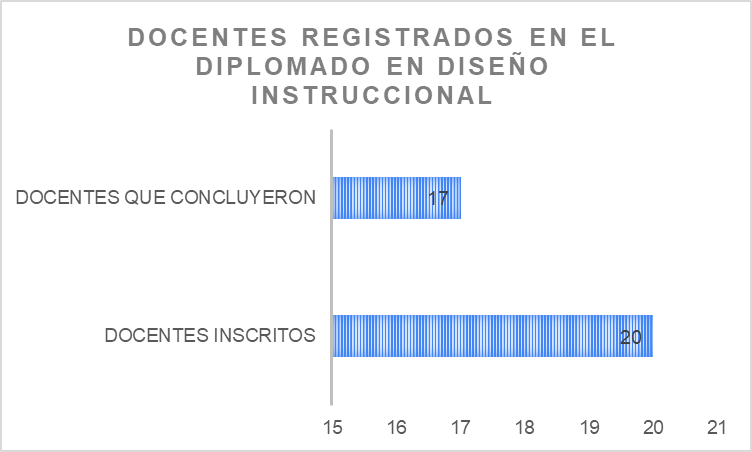 DOCENTES REGISTRADOS EN EL
DIPLOMADO EN DISEÑO
INSTRUCCIONAL
DOCENTES QUE CONCLUYERON
17
DOCENTES INSCRITOS
20
15 16 17 18 19 20 21